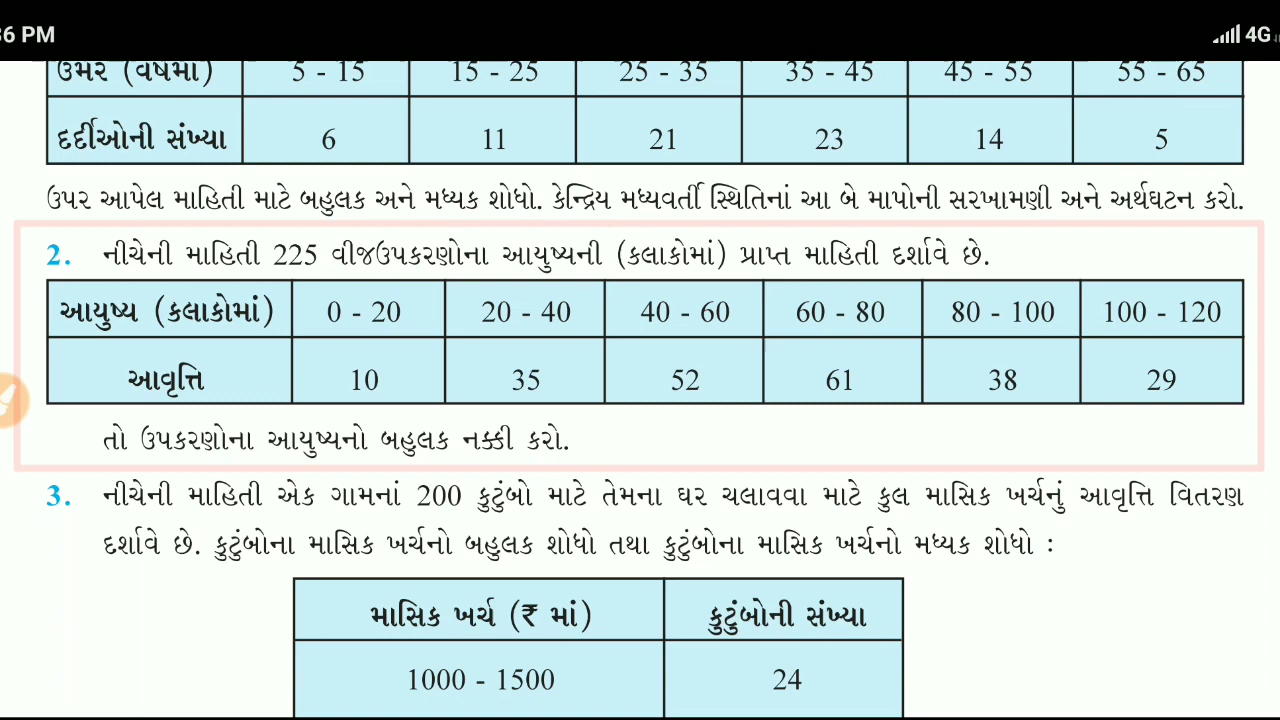 36 PM 4G
ઉંમર (વર્ષમાં) 5 - 15 15 - 25 25 - 35 35 - 45 45 - 55 55 - 65
દર્દીઓની સંખ્યા 6 11 21 23 14 5
ઉપર આપેલ માહિતી માટે બહુલક અને મધ્યક શોધો. કેન્દ્રિય મધ્યવર્તી સ્થિતિનાં આ બે માપોની સરખામણી અને અર્થઘટન કરો.
2. નીચેની માહિતી 225 વીજઉપકરણોના આયુષ્યની (કલાકોમાં) પ્રાપ્ત માહિતી દર્શાવે છે.
આયુષ્ય (કલાકોમાં) 0 - 20 20 - 40 40 - 60 60 - 80 80 - 100 100 - 120
આવૃત્તિ 10 35 52 61 38 29
તો ઉપકરણોના આયુષ્યનો બહુલક નક્કી કરો.
3. નીચેની માહિતી એક ગામનાં 200 કુટુંબો માટે તેમના ઘર ચલાવવા માટે કુલ માસિક ખર્ચનું આવૃત્તિ વિતરણ
દર્શાવે છે. કુટુંબોના માસિક ખર્ચનો બહુલક શોધો તથા કુટુંબોના માસિક ખર્ચનો મધ્યક શોધો :
માસિક ખર્ચ (₹ માં) કુટુંબોની સંખ્યા
1000 - 1500 24